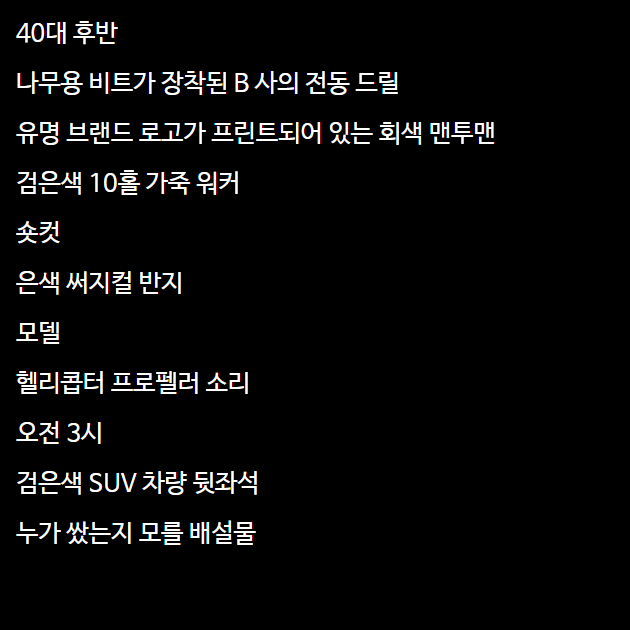 40대 후반
나무용 비트가 장착된 B 사의 전동 드릴
유명 브랜드 로고가 프린트되어 있는 회색 맨투맨
검은색 10홀 가죽 워커
숏컷
은색 써지컬 반지
모델
헬리콥터 프로펠러 소리
오전 3시
검은색 SUV 차량 뒷좌석
누가 쌌는지 모를 배설물